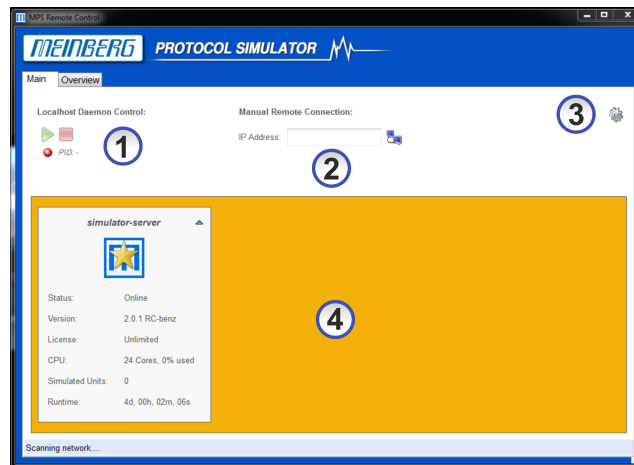 MPS Remote Control
MEINBERG PROTOCOL SIMULATOR
Main Overview
Localhost Daemon Control: Manual Remote Connection:
IP Address:
PID: -
1
2
3
simulator-server
Status: Online
Version: 2.0.1 RC-benz
License: Unlimited
CPU: 24 Cores, 0% used
Simulated Units: 0
Runtime: 4d, 00h, 02m, 06s
4
Scanning network....